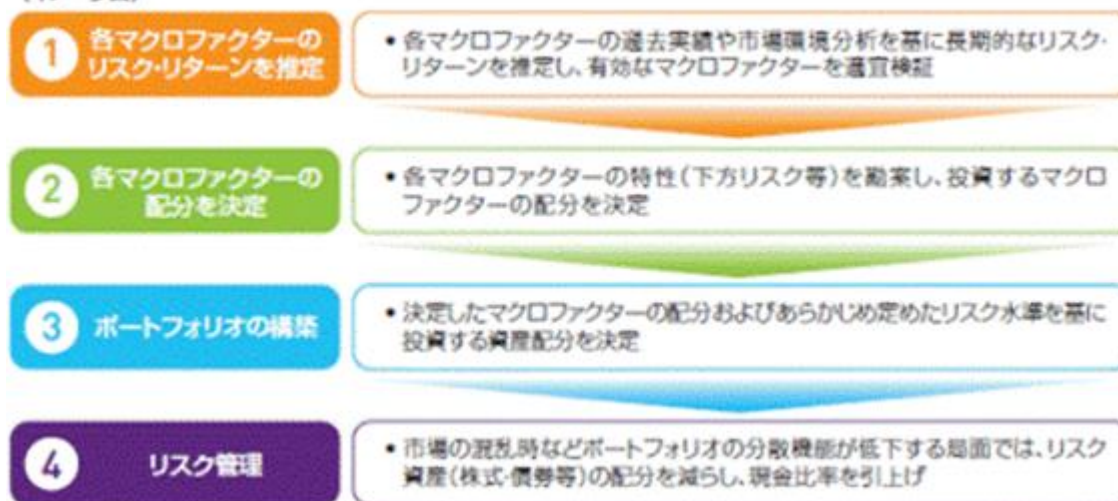 1
各マクロファクターの
リスク・リターンを推定
• 各マクロファクターの過去実績や市場環境分析を基に長期的なリスク・
リターンを推定し、有効なマクロファクターを適宜検証
2
各マクロファクターの
配分を決定
• 各マクロファクターの特性（下方リスク等）を勘案し、投資するマクロ
ファクターの配分を決定
3
ポートフォリオの構築
• 決定したマクロファクターの配分およびあらかじめ定めたリスク水準を基に
投資する資産配分を決定
4
リスク管理
• 市場の混乱時などポートフォリオの分散機能が低下する局面では、リスク
資産（株式・債券等）の配分を減らし、現金比率を引上げ